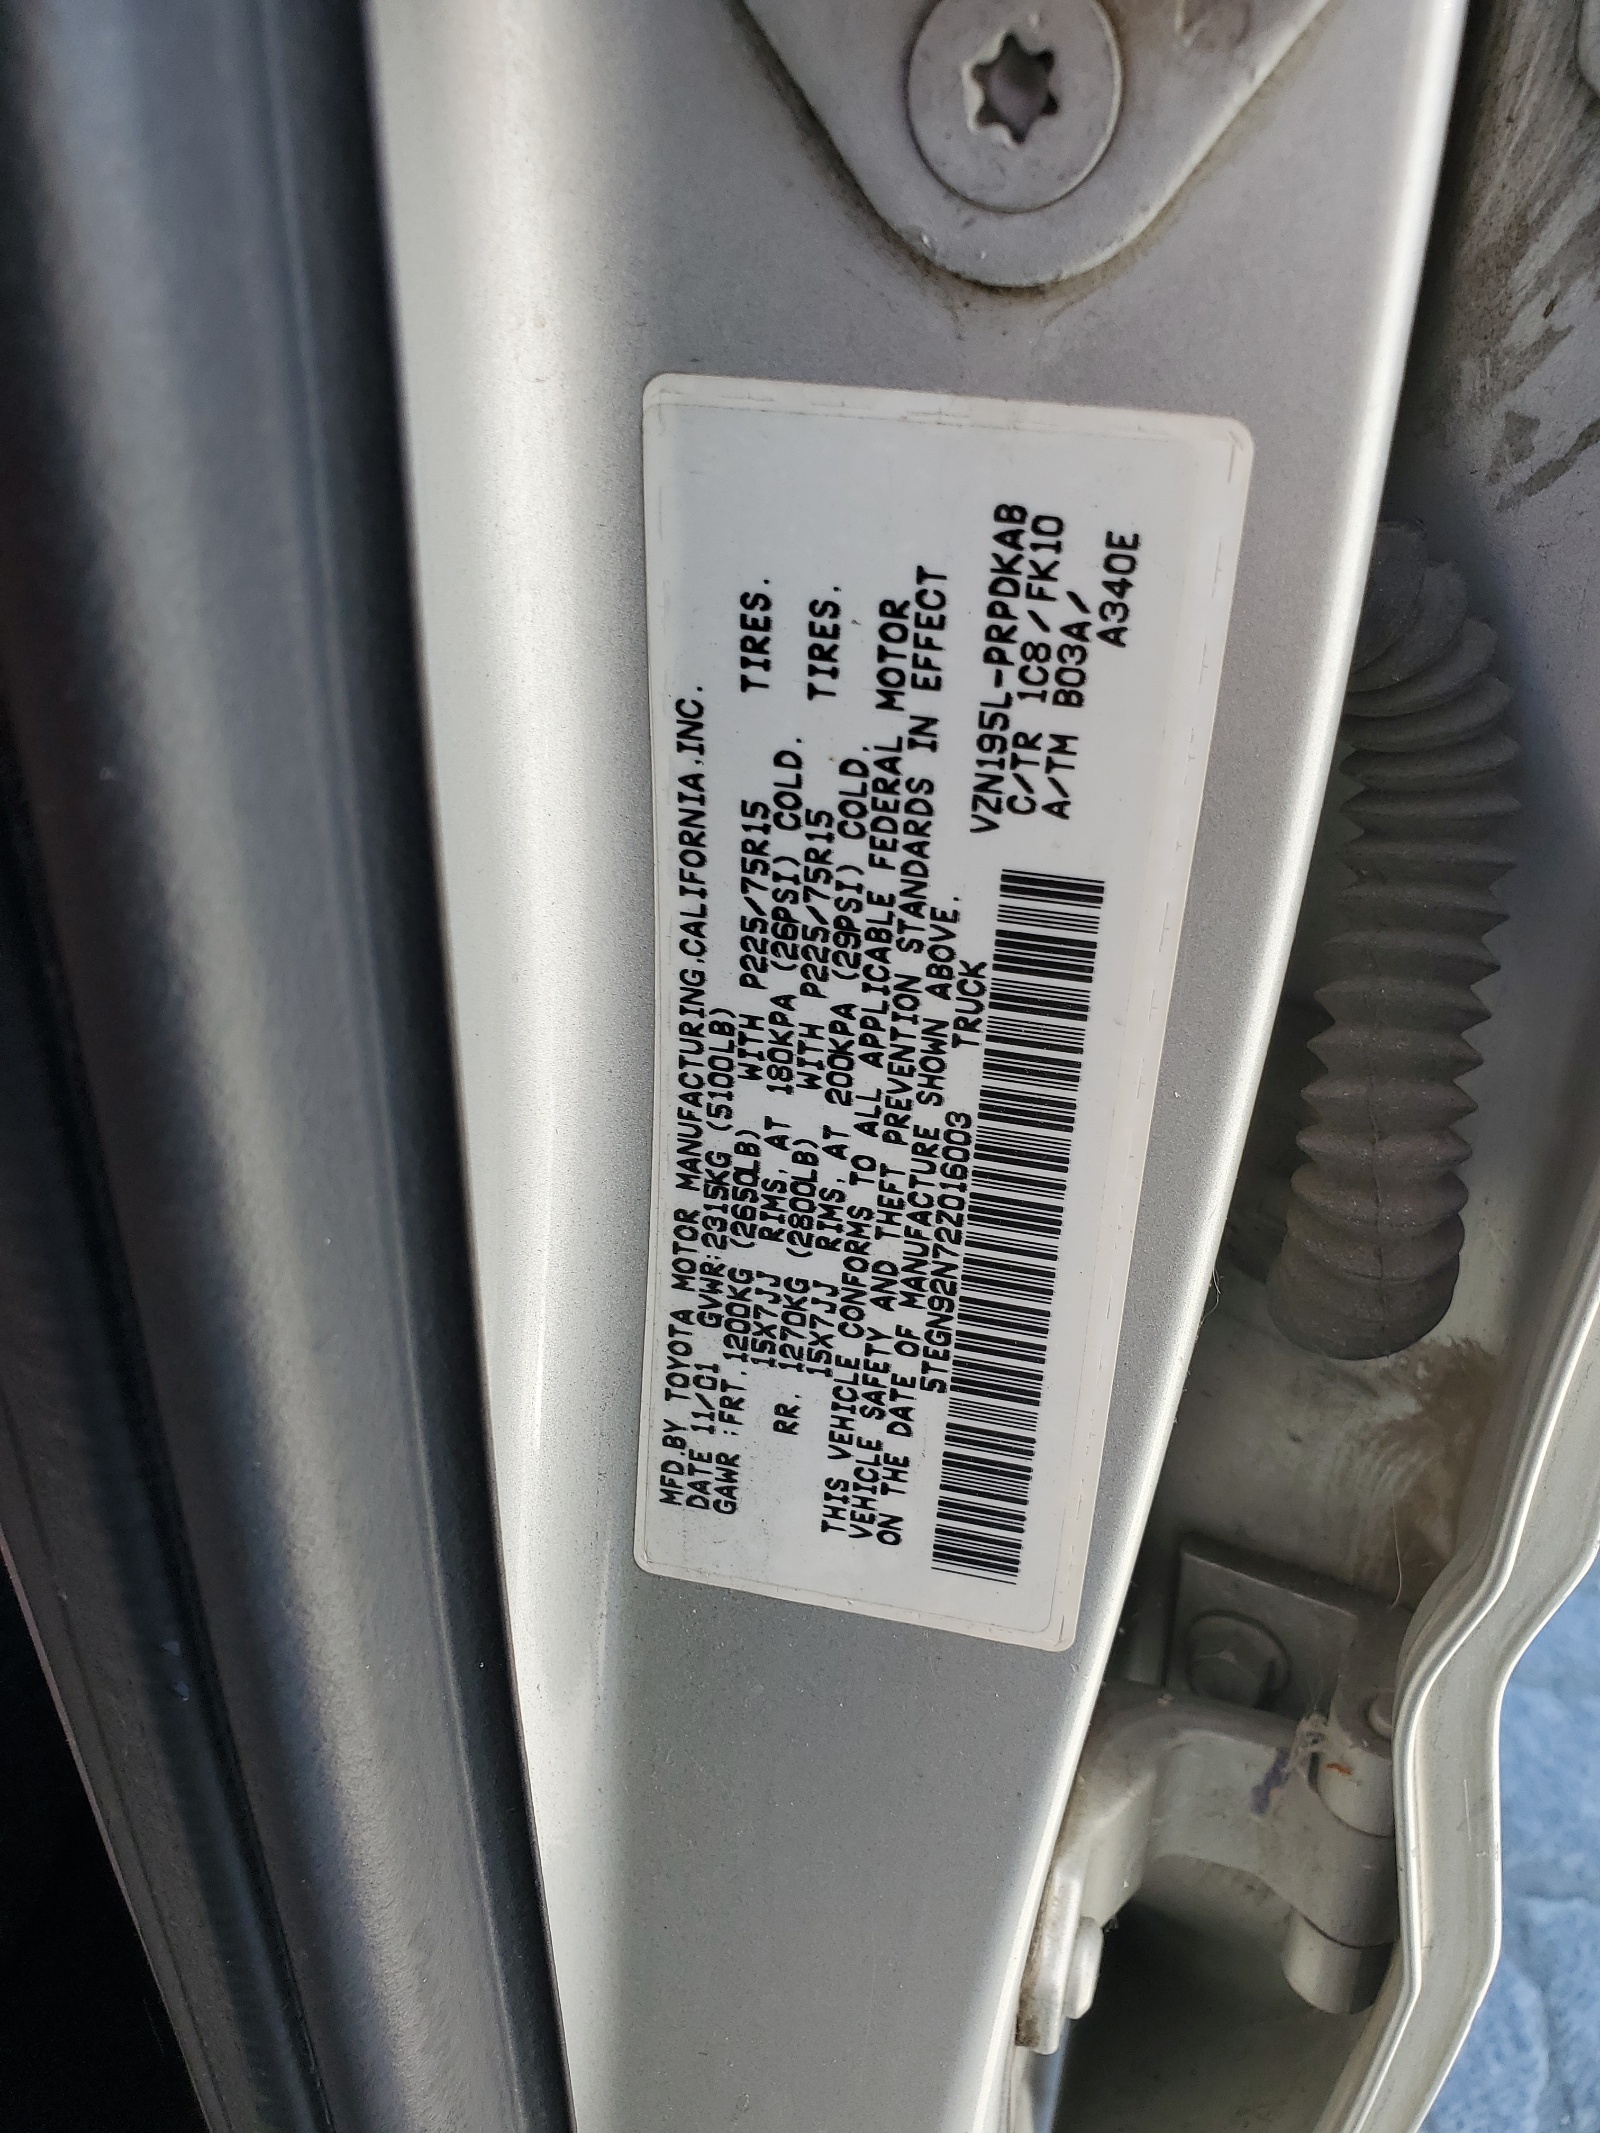 MFD.BY TOYOTA MOTOR MANUFACTURING,CALIFORNIA,INC.
DATE 11/01 GVWR:2315KG (5100LB)
GAWR :FRT. 1200KG (2650LB) WITH P225/75R15 TIRES.
15X7JJ RIMS, AT 180KPA (26PSI) COLD.
RR. 1270KG (2800LB) WITH P225/75R15 TIRES.
15X7JJ RIMS, AT 200KPA (29PSI) COLD.
THIS VEHICLE CONFORMS TO ALL APPLICABLE FEDERAL MOTOR
VEHICLE SAFETY AND THEFT PREVENTION STANDARDS IN EFFECT
ON THE DATE OF MANUFACTURE SHOWN ABOVE.
5TEGN92N72Z016003 TRUCK
VZN195L-PRPDKAB
C/TR 1C8/FK10
A/TM B03A/
A340E